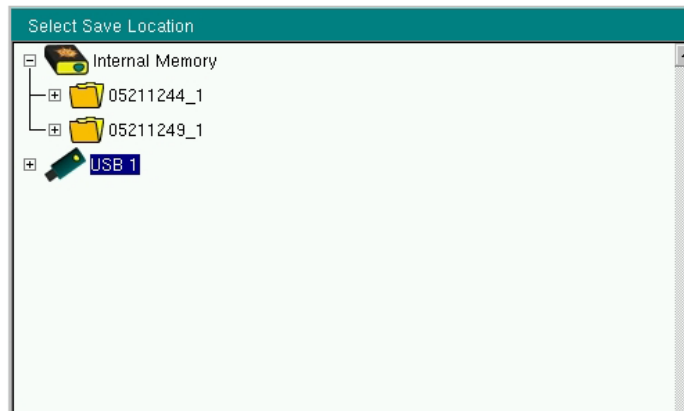 Select Save Location
Internal Memory
05211244_1
05211249_1
USB 1